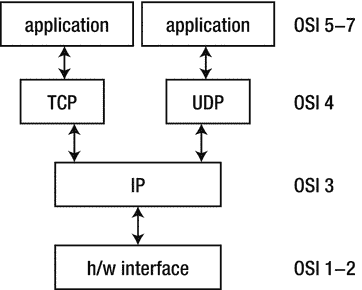 application application OSI 5–7
TCP UDP OSI 4
IP OSI 3
h/w interface OSI 1–2